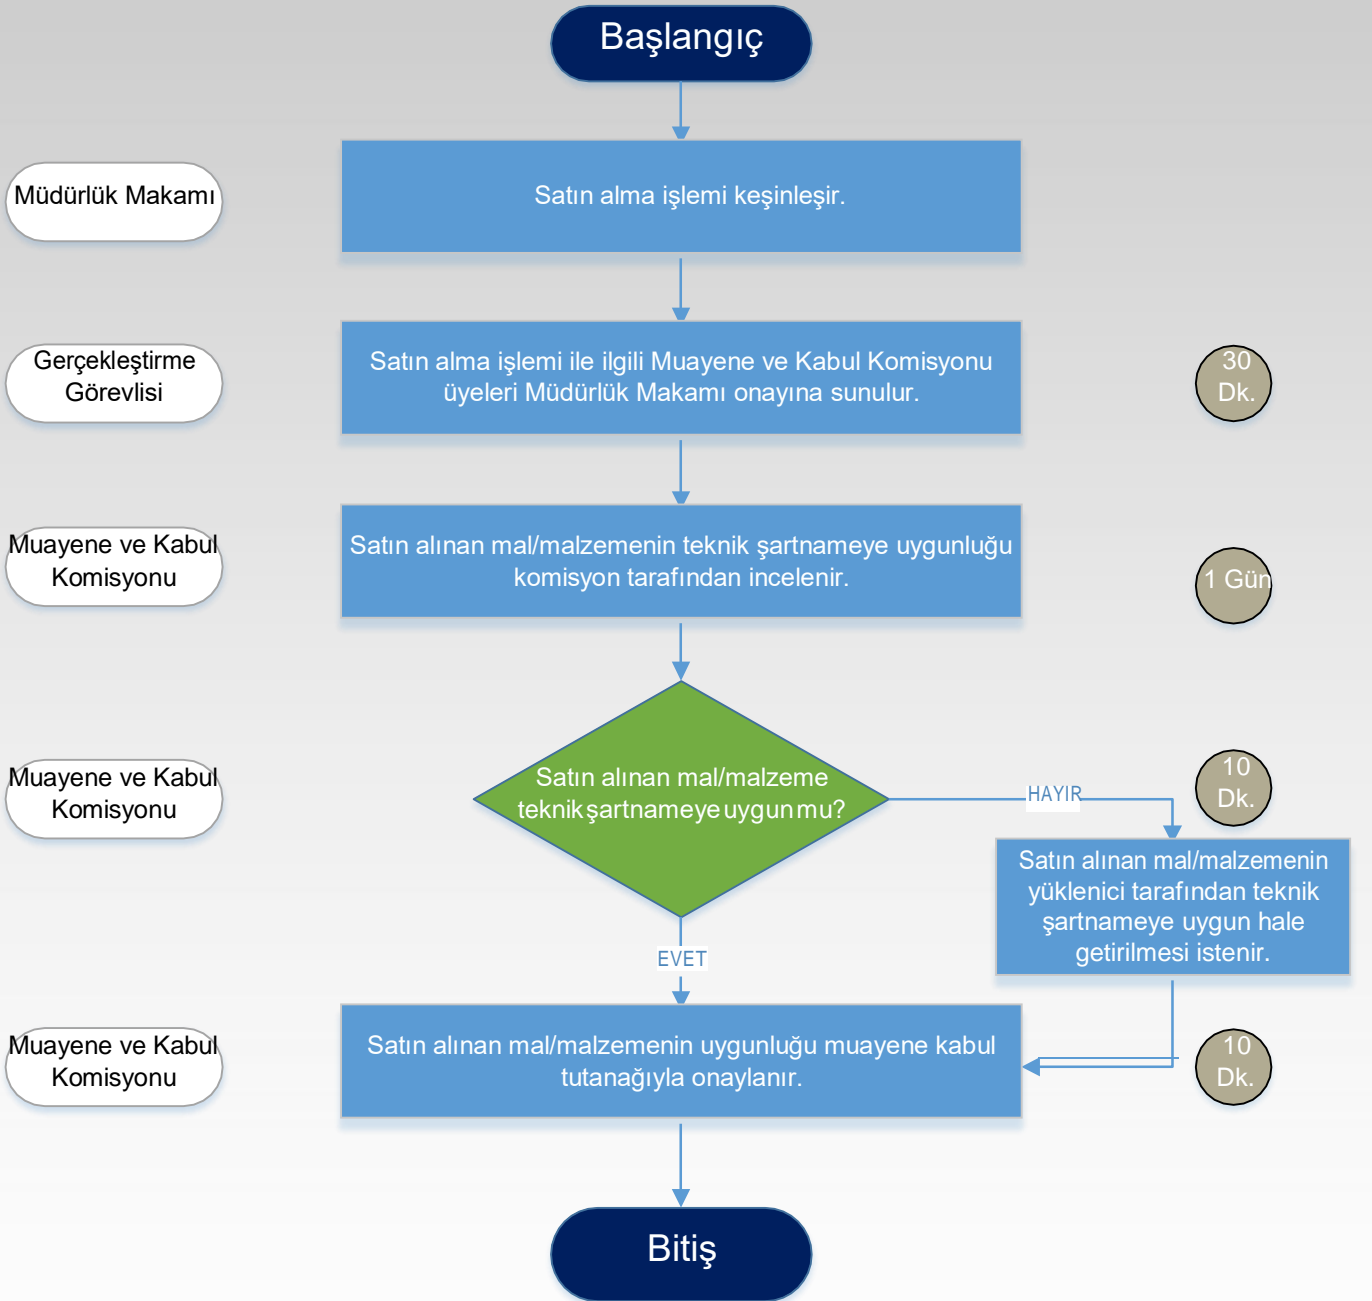 Başlangıç
Müdürlük Makamı
Satın alma işlemi keşinleşir.
Gerçekleştirme
Görevlisi
Satın alma işlemi ile ilgili Muayene ve Kabul Komisyonu
üyeleri Müdürlük Makamı onayına sunulur.
30
Dk.
Muayene ve Kabul
Komisyonu
Satın alınan mal/malzemenin teknik şartnameye uygunluğu
komisyon tarafından incelenir.
1 Gün
Muayene ve Kabul
Komisyonu
Satın alınan mal/malzeme
teknik şartnameye uygun mu?
HAYIR
10
Dk.
Satın alınan mal/malzemenin
yüklenici tarafından teknik
şartnameye uygun hale
getirilmesi istenir.
EVET
Muayene ve Kabul
Komisyonu
Satın alınan mal/malzemenin uygunluğu muayene kabul
tutanağıyla onaylanır.
10
Dk.
Bitiş